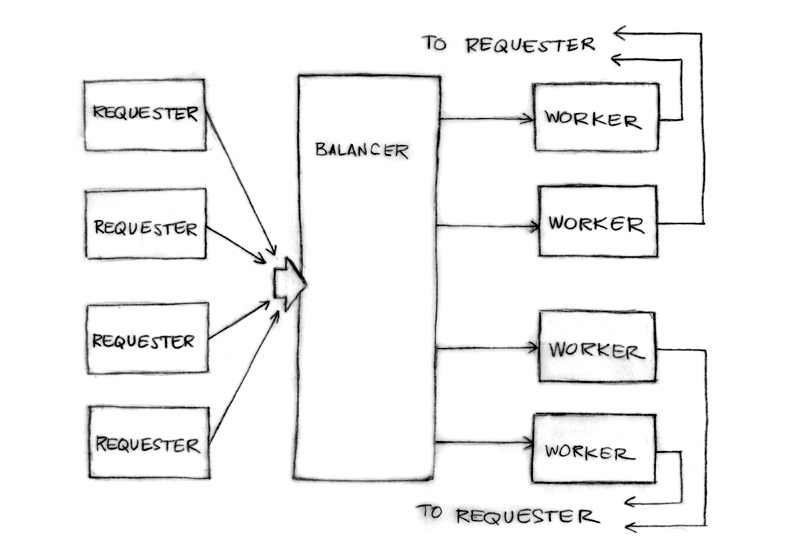 TO REQUESTER
REQUESTER
BALANCER
WORKER
REQUESTER
WORKER
REQUESTER
WORKER
REQUESTER
WORKER
TO REQUESTER